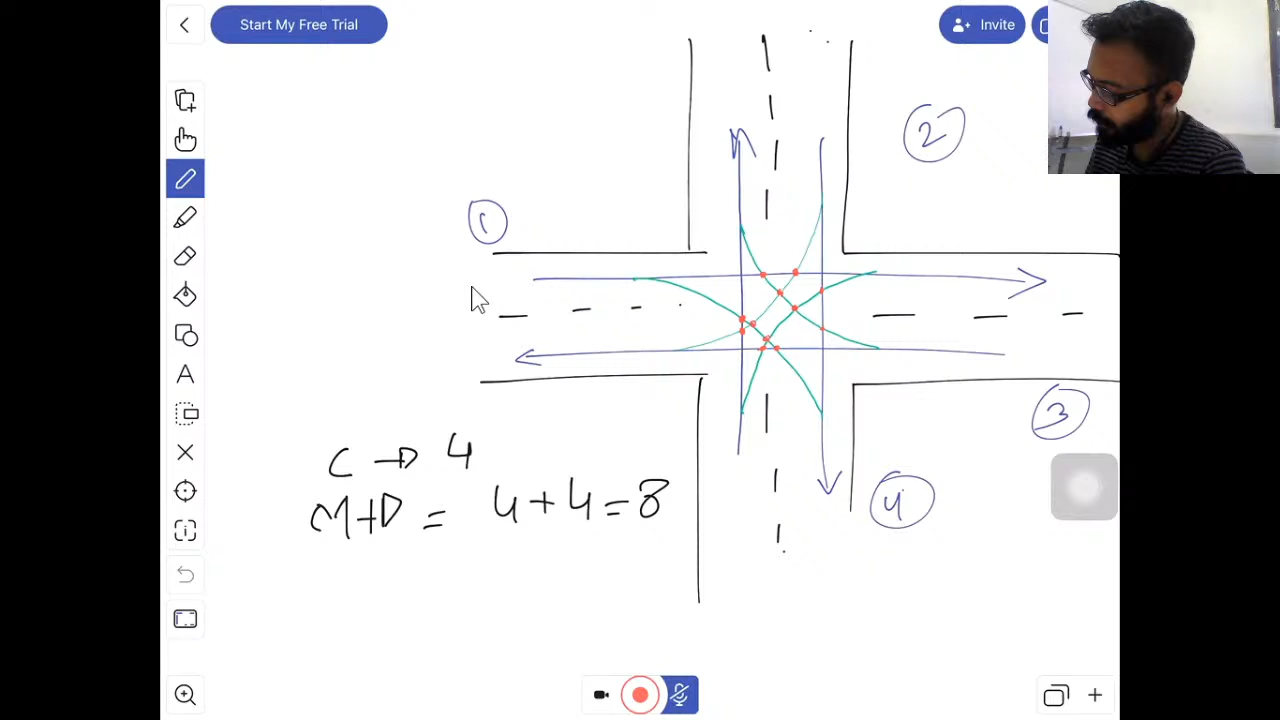 Start My Free Trial
Invite
2
1
3
C → 4
M+D = 4+4=8
4